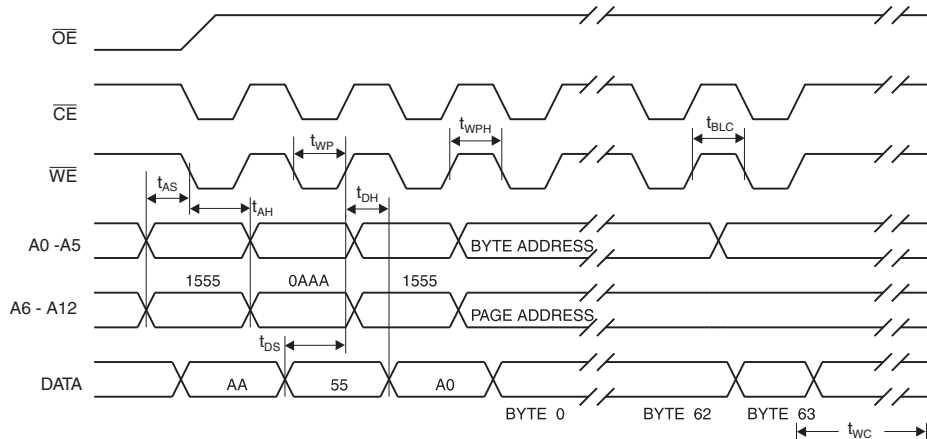 OE
CE
tWP
tWPH
tBLC
WE
tAS
tAH
tDH
A0 -A5
BYTE ADDRESS
1555
0AAA
1555
A6 - A12
PAGE ADDRESS
tDS
DATA
AA
55
A0
BYTE 0
BYTE 62
BYTE 63
tWC